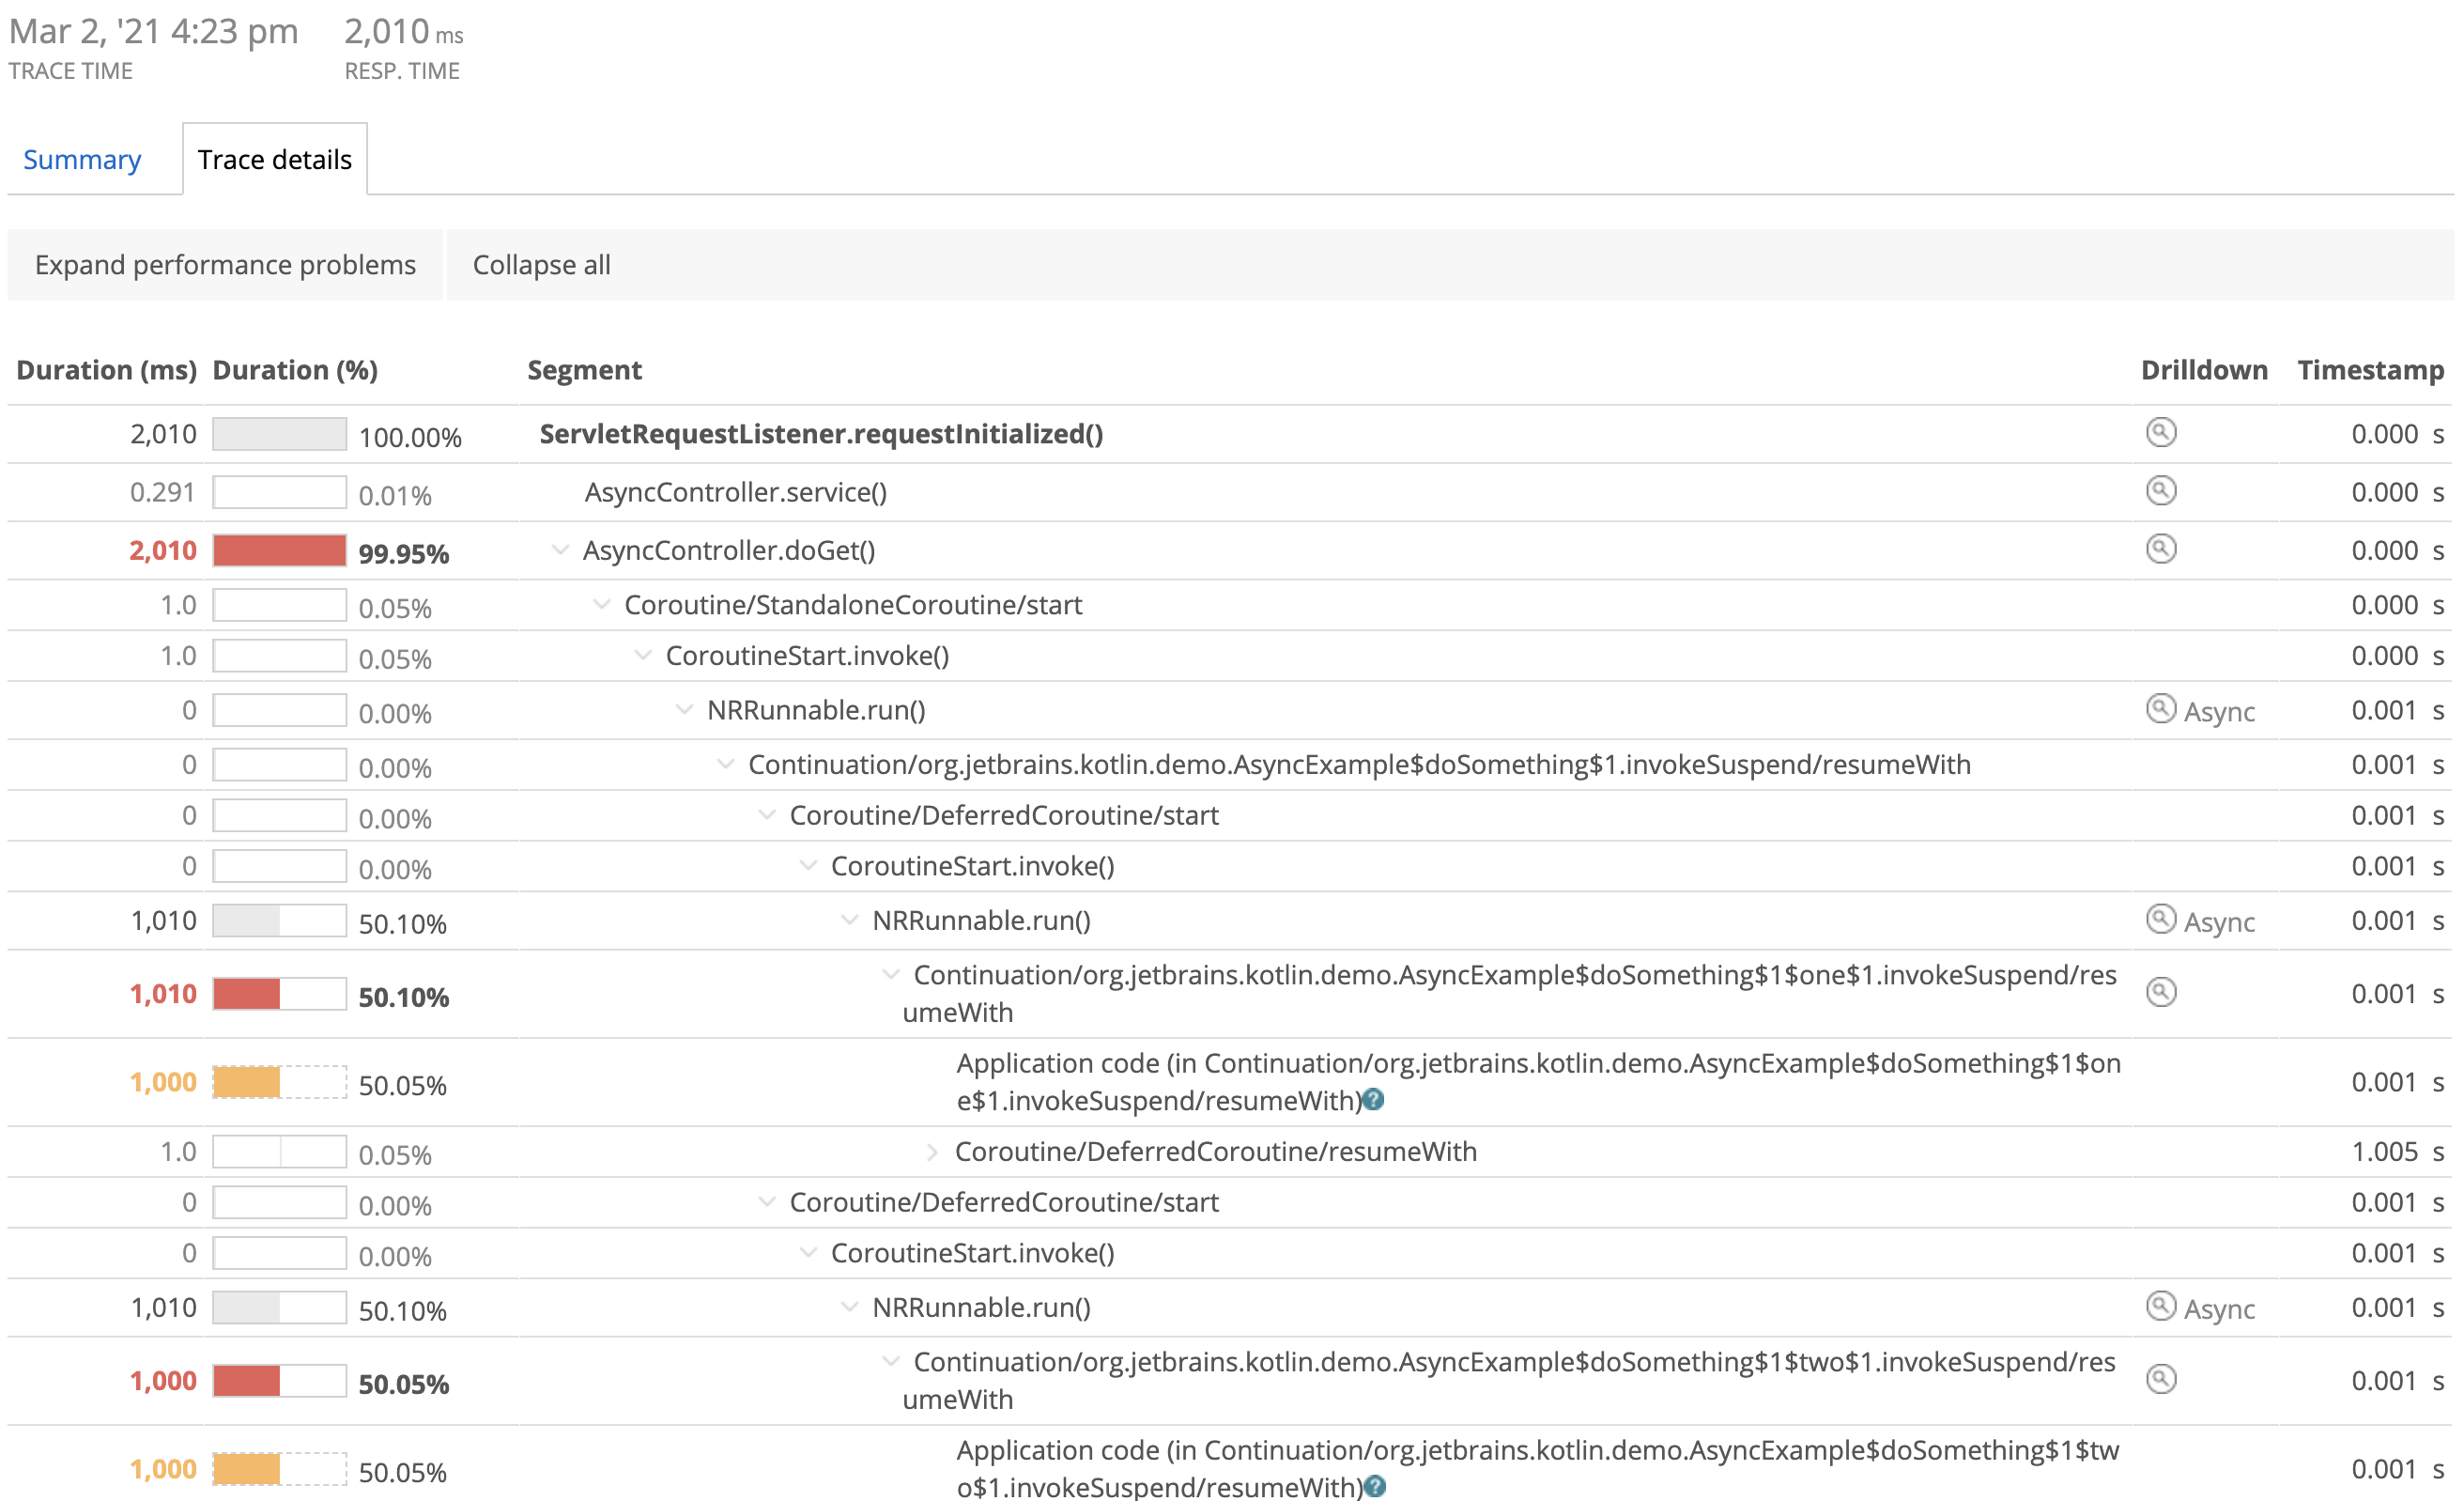 Mar 2, '21 4:23 pm 2,010 ms
TRACE TIME RESP. TIME
Summary Trace details
Expand performance problems Collapse all
Duration (ms) Duration (%) Segment Drilldown Timestamp
2,010 100.00% ServletRequestListener.requestInitialized() 0.000 s
0.291 0.01% AsyncController.service() 0.000 s
2,010 99.95% AsyncController.doGet() 0.000 s
1.0 0.05% Coroutine/StandaloneCoroutine/start 0.000 s
1.0 0.05% CoroutineStart.invoke() 0.000 s
0 0.00% NRRunnable.run() Async 0.001 s
0 0.00% Continuation/org.jetbrains.kotlin.demo.AsyncExample$doSomething$1.invokeSuspend/resumeWith 0.001 s
0 0.00% Coroutine/DeferredCoroutine/start 0.001 s
0 0.00% CoroutineStart.invoke() 0.001 s
1,010 50.10% NRRunnable.run() Async 0.001 s
1,010 50.10% Continuation/org.jetbrains.kotlin.demo.AsyncExample$doSomething$1$one$1.invokeSuspend/res 0.001 s
umeWith
1,000 50.05% Application code (in Continuation/org.jetbrains.kotlin.demo.AsyncExample$doSomething$1$on 0.001 s
e$1.invokeSuspend/resumeWith)?
1.0 0.05% Coroutine/DeferredCoroutine/resumeWith 1.005 s
0 0.00% Coroutine/DeferredCoroutine/start 0.001 s
0 0.00% CoroutineStart.invoke() 0.001 s
1,010 50.10% NRRunnable.run() Async 0.001 s
1,000 50.05% Continuation/org.jetbrains.kotlin.demo.AsyncExample$doSomething$1$two$1.invokeSuspend/res 0.001 s
umeWith
1,000 50.05% Application code (in Continuation/org.jetbrains.kotlin.demo.AsyncExample$doSomething$1$tw 0.001 s
o$1.invokeSuspend/resumeWith)?